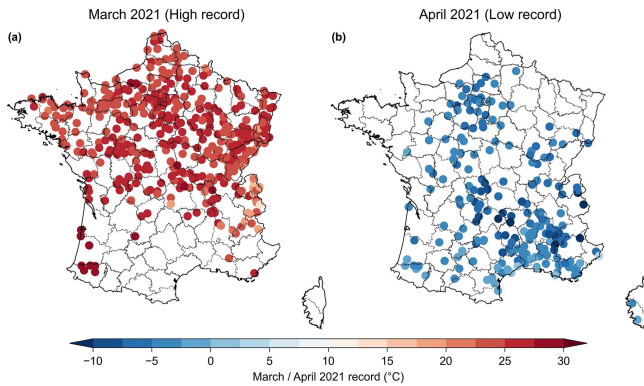 March 2021 (High record)
April 2021 (Low record)
(a)
(b)
−10 −5 0 5 10 15 20 25 30
March / April 2021 record (°C)